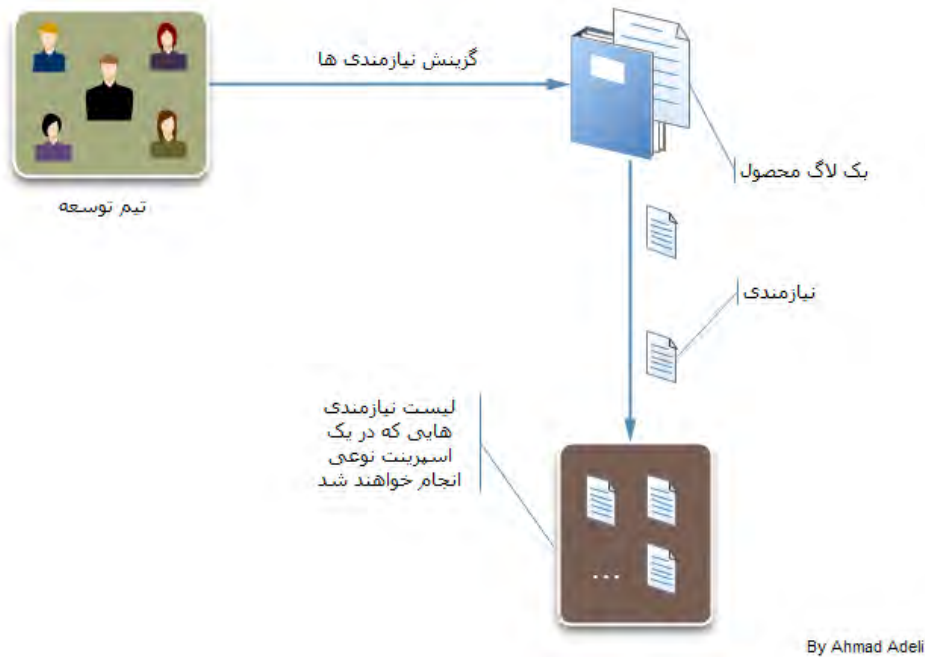 گزینش نیازمندی ها
تیم توسعه
بک لاگ محصول
نیازمندی
لیست نیازمندی
هایی که در یک
اسپرینت نوعی
انجام خواهند شد
...
By Ahmad Adeli